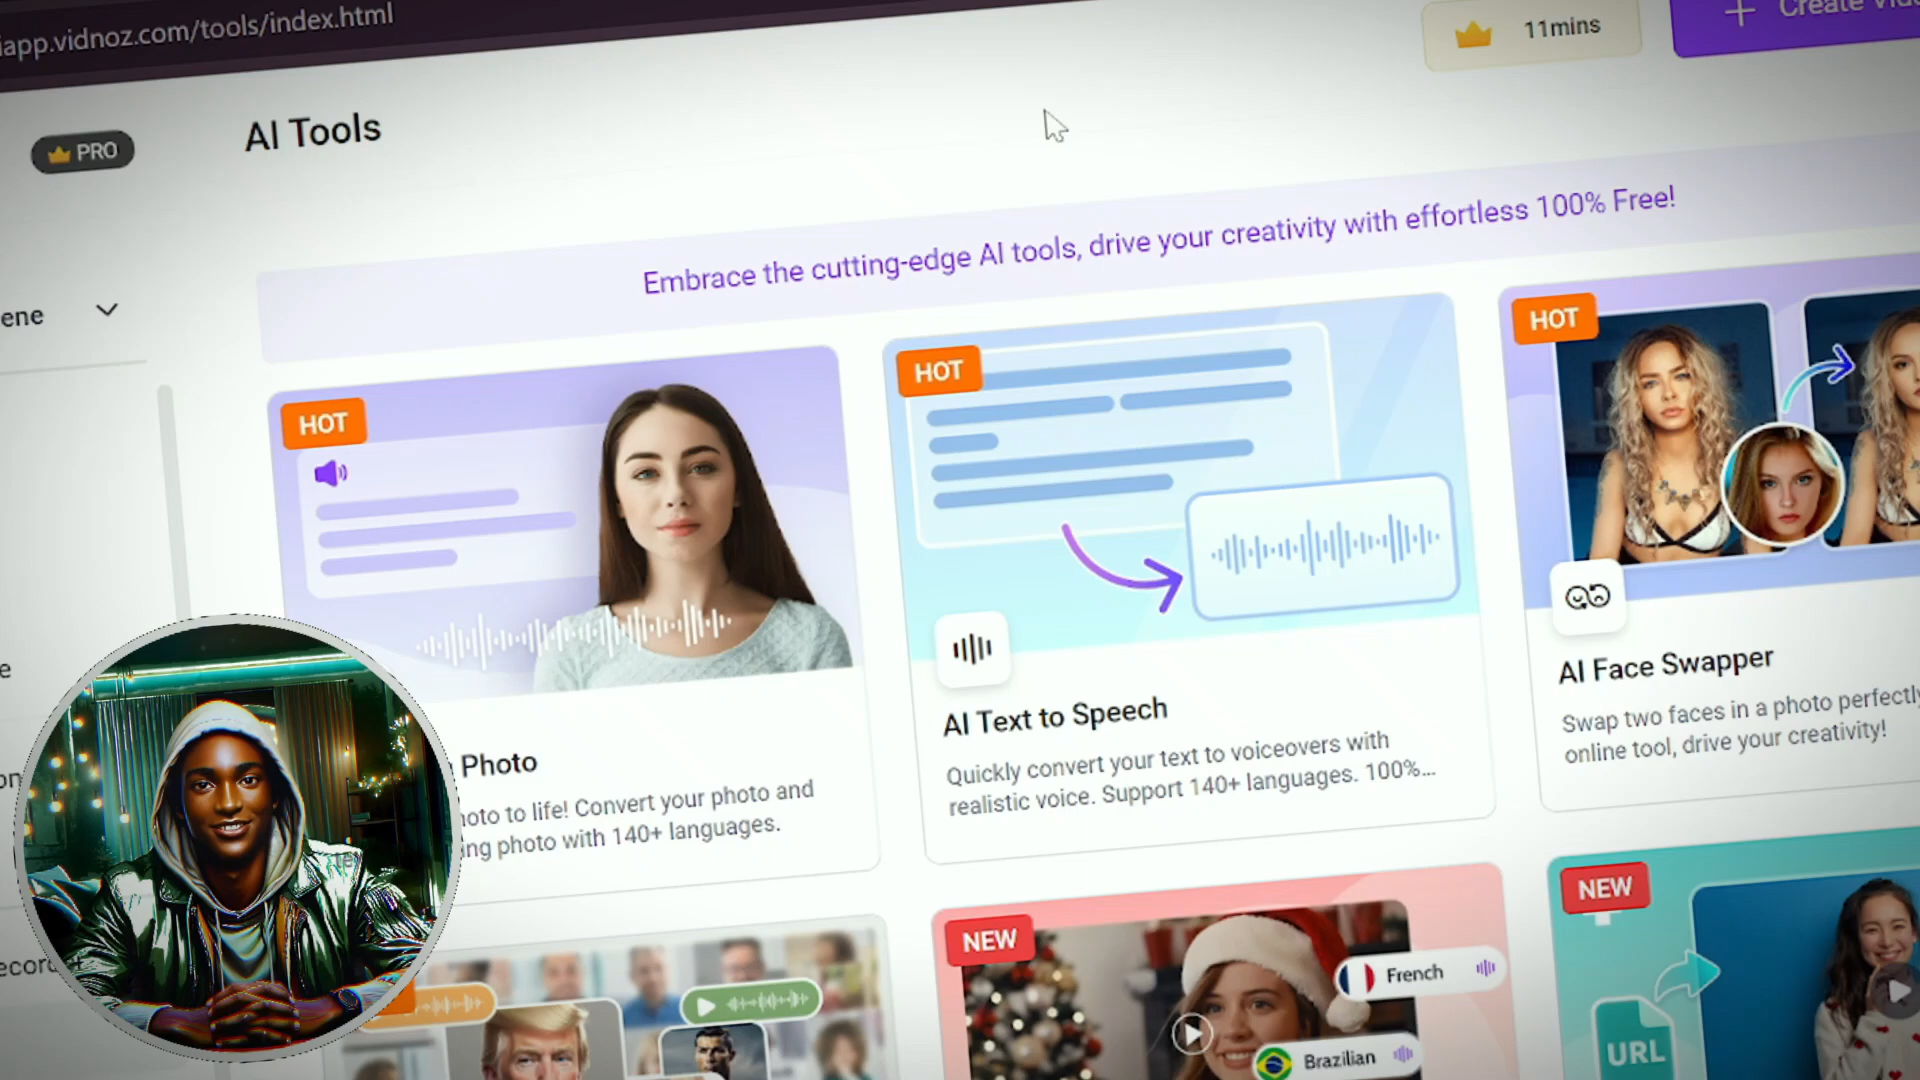 iapp.vidnoz.com/tools/index.html
11mins
PRO
AI Tools
Embrace the cutting-edge AI tools, drive your creativity with effortless 100% Free!
ene
HOT
HOT
HOT
Photo
hoto to life! Convert your photo and
ing photo with 140+ languages.
AI Text to Speech
Quickly convert your text to voiceovers with
realistic voice. Support 140+ languages. 100%...
AI Face Swapper
Swap two faces in a photo perfectly
online tool, drive your creativity!
NEW
French
Brazilian
NEW
URL